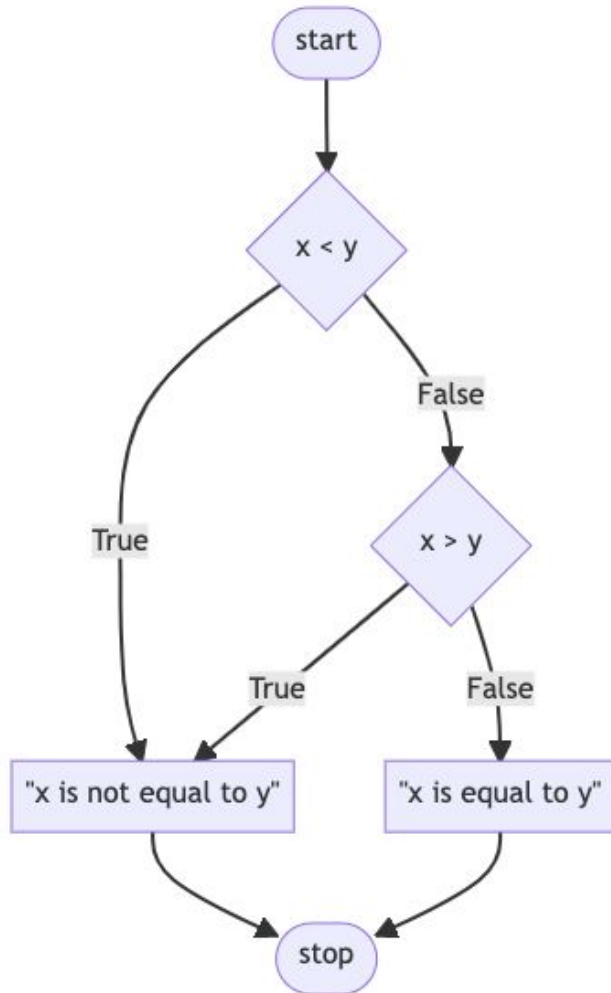 start
x < y
False
True
x > y
True
False
"x is not equal to y"
"x is equal to y"
stop